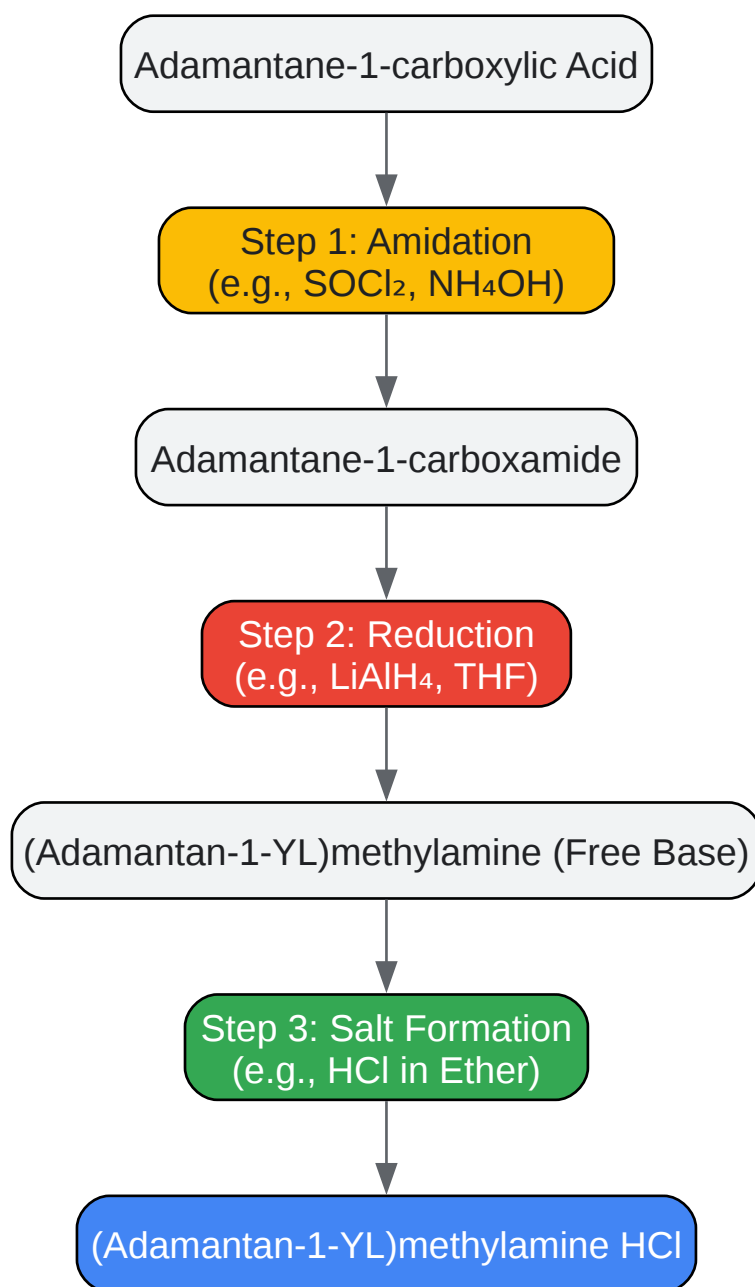 Adamantane-1-carboxylic Acid
Step 1: Amidation
(e.g., SOCl₂, NH₄OH)
Adamantane-1-carboxamide
Step 2: Reduction
(e.g., LiAlH₄, THF)
(Adamantan-1-YL)methylamine (Free Base)
Step 3: Salt Formation
(e.g., HCl in Ether)
(Adamantan-1-YL)methylamine HCl